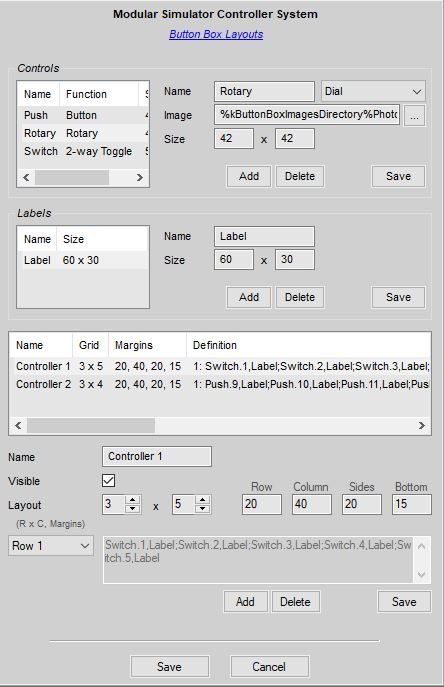 Modular Simulator Controller System
Button Box Layouts
Controls
Name Function S
Push Button 4
Rotary Rotary 4
Switch 2-way Toggle 5
Name Rotary Dial
Image %kButtonBoxImagesDirectory%Photo ...
Size 42 x 42
Add Delete Save
Labels
Name Size
Label 60 x 30
Name Label
Size 60 x 30
Add Delete Save
Name Grid Margins Definition
Controller 1 3 x 5 20, 40, 20, 15 1: Switch.1,Label;Switch.2,Label;Switch.3,Label;
Controller 2 3 x 4 20, 40, 20, 15 1: Push.9,Label;Push.10,Label;Push.11,Label;Pus
Name Controller 1
Visible
Row Column Sides Bottom
Layout 3 x 5 20 40 20 15
(R x C, Margins)
Row 1
Switch.1,Label;Switch.2,Label;Switch.3,Label;Switch.4,Label;Sw
itch.5,Label
Add Delete Save
Save Cancel